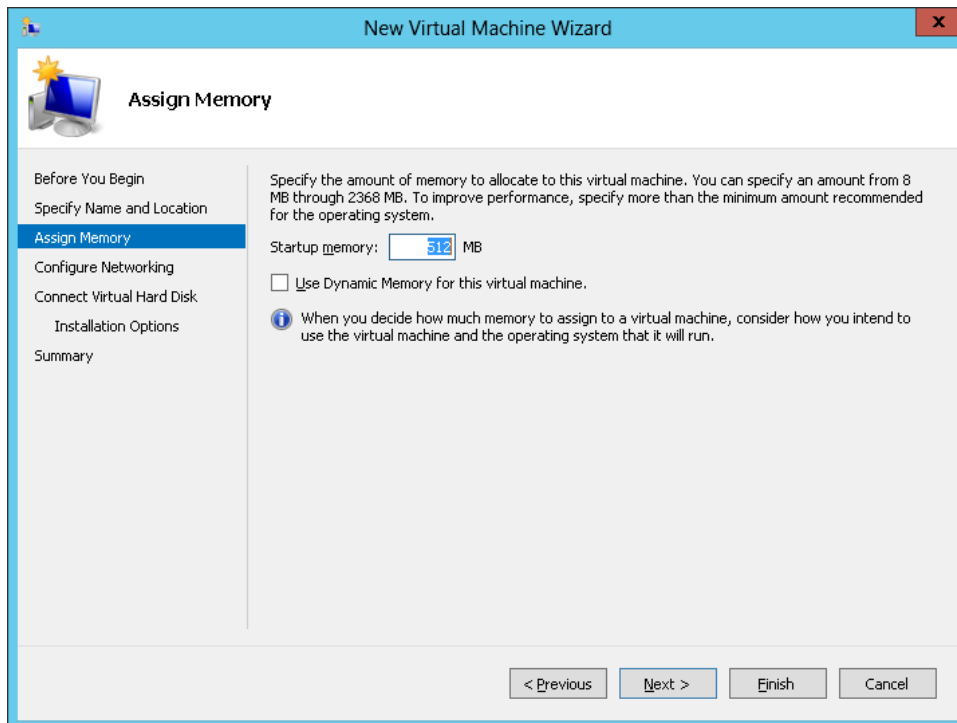 New Virtual Machine Wizard
x
Assign Memory
Before You Begin
Specify Name and Location
Assign Memory
Configure Networking
Connect Virtual Hard Disk
Installation Options
Summary
Specify the amount of memory to allocate to this virtual machine. You can specify an amount from 8
MB through 2368 MB. To improve performance, specify more than the minimum amount recommended
for the operating system.
Startup memory: 512 MB
Use Dynamic Memory for this virtual machine.
When you decide how much memory to assign to a virtual machine, consider how you intend to
use the virtual machine and the operating system that it will run.
< Previous Next > Finish Cancel